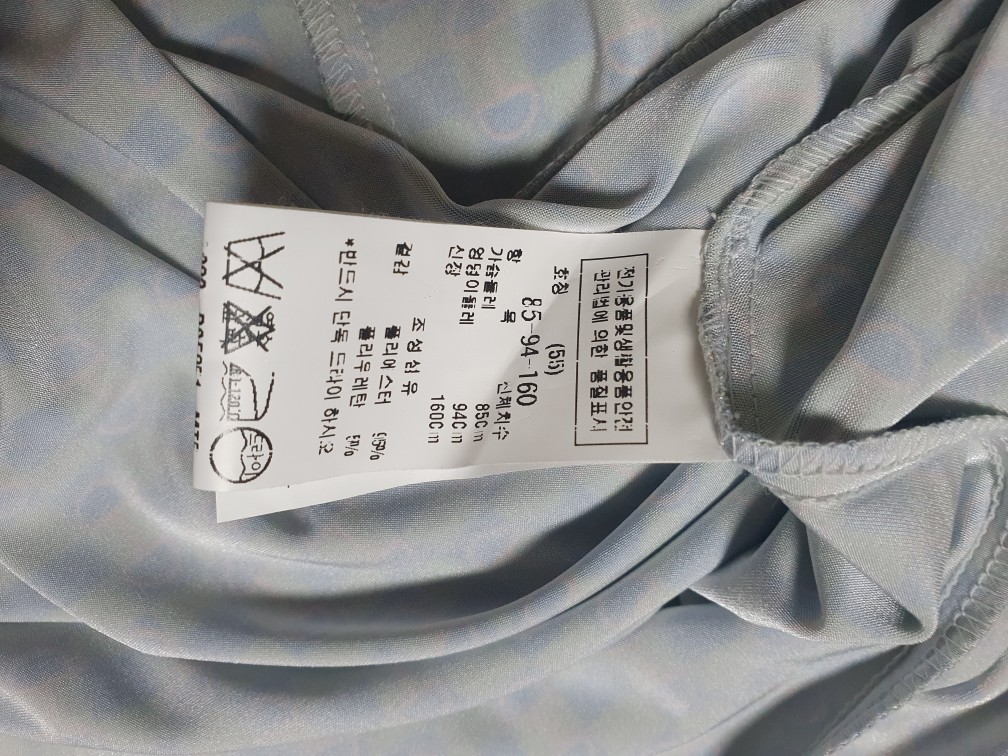 전기용품및생활용품안전
관리법에 의한 품질표시
호칭 (55)
85-94-160
항 목 신체치수
가슴둘레 85Cm
엉덩이둘레 94Cm
신장 160Cm
조성섬유
겉감 폴리에스터 95%
폴리우레탄 5%
*반드시 단독 드라이 하시오
드라이